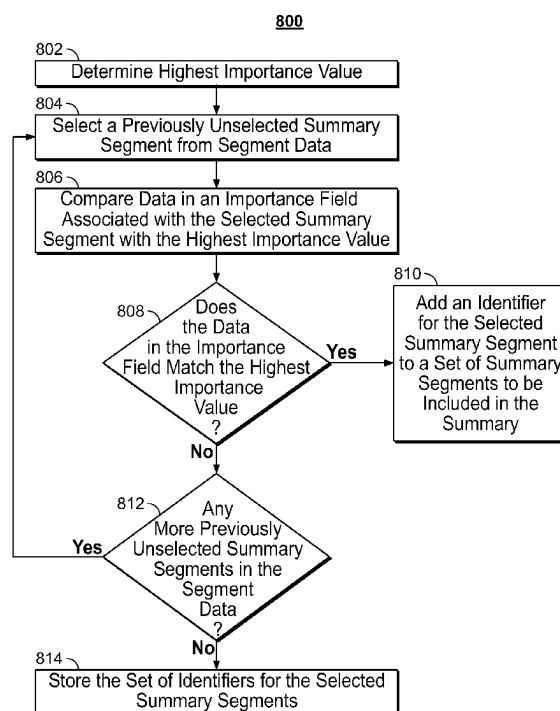 800
802
Determine Highest Importance Value
804
Select a Previously Unselected Summary
Segment from Segment Data
806
Compare Data in an Importance Field
Associated with the Selected Summary
Segment with the Highest Importance Value
808
Does
the Data
in the Importance
Field Match the Highest
Importance
Value
?
Yes
No
810
Add an Identifier
for the Selected
Summary Segment
to a Set of Summary
Segments to be
Included in the
Summary
812
Any
More Previously
Unselected Summary
Segments in the
Segment
Data
?
Yes
No
814
Store the Set of Identifiers for the Selected
Summary Segments